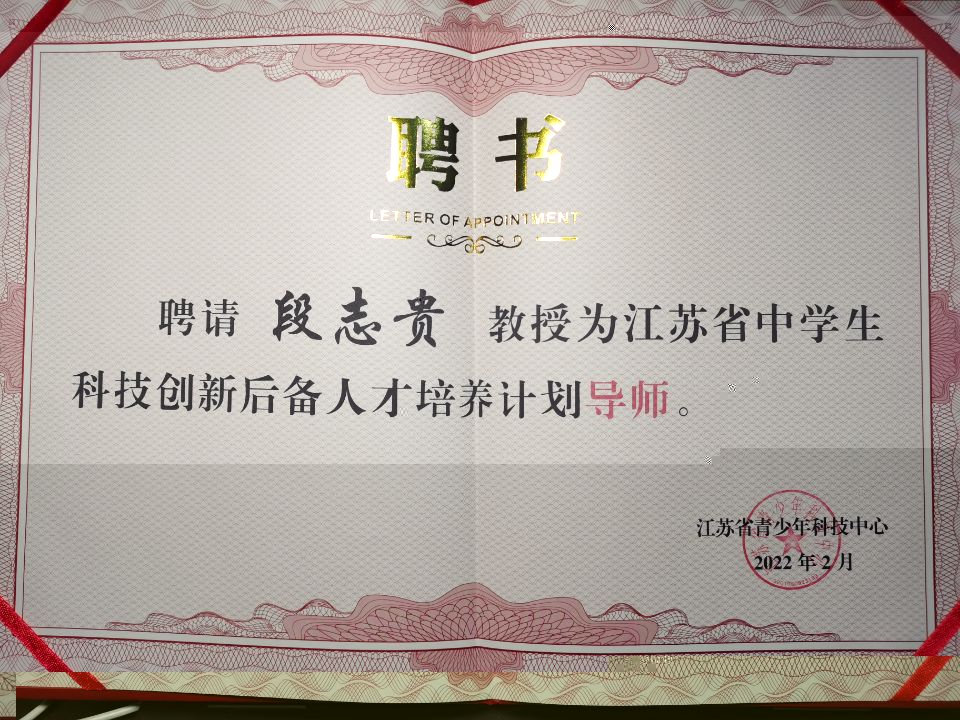 聘书
LETTER OF APPOINTMENT
聘请 段志贵 教授为江苏省中学生
科技创新后备人才培养计划导师。
江苏省青少年科技中心
2022年2月